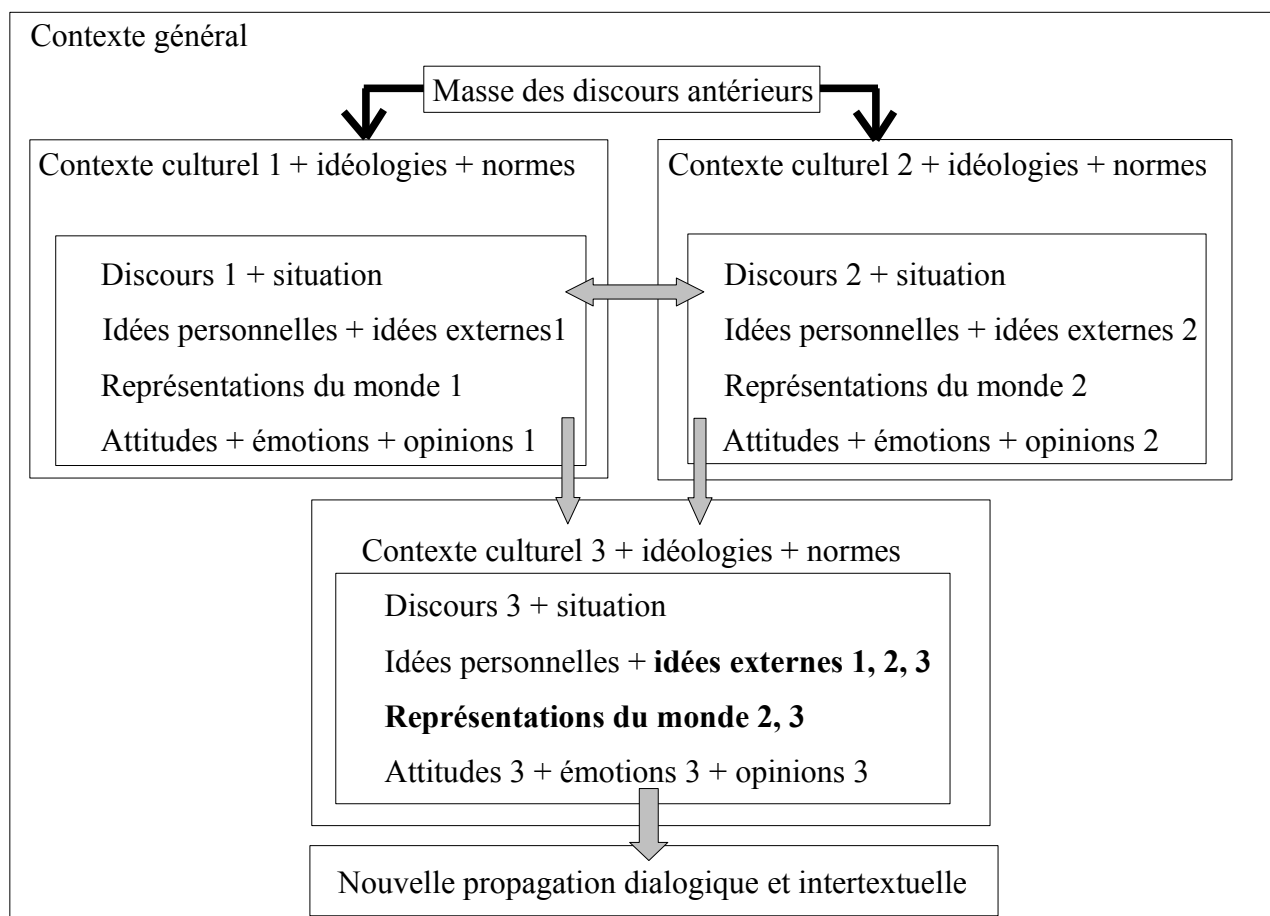 Contexte général
Masse des discours antérieurs
Contexte culturel 1 + idéologies + normes
Discours 1 + situation
Idées personnelles + idées externes1
Représentations du monde 1
Attitudes + émotions + opinions 1
Contexte culturel 2 + idéologies + normes
Discours 2 + situation
Idées personnelles + idées externes 2
Représentations du monde 2
Attitudes + émotions + opinions 2
Contexte culturel 3 + idéologies + normes
Discours 3 + situation
Idées personnelles + idées externes 1, 2, 3
Représentations du monde 2, 3
Attitudes 3 + émotions 3 + opinions 3
Nouvelle propagation dialogique et intertextuelle